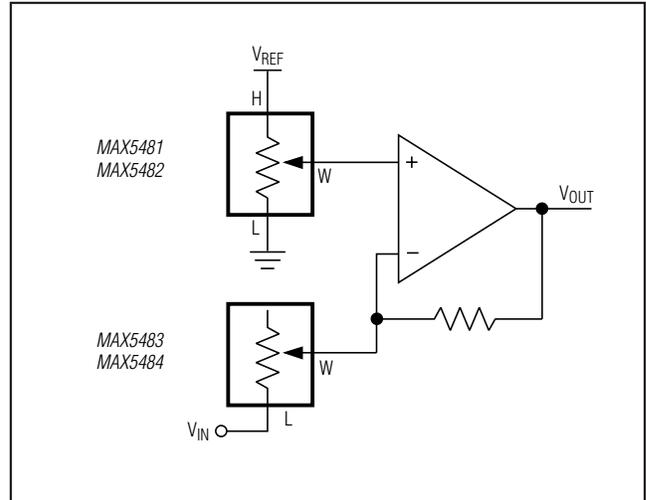 VREF
H
MAX5481
MAX5482
W
L
+
−
VOUT
MAX5483
MAX5484
W
L
VIN